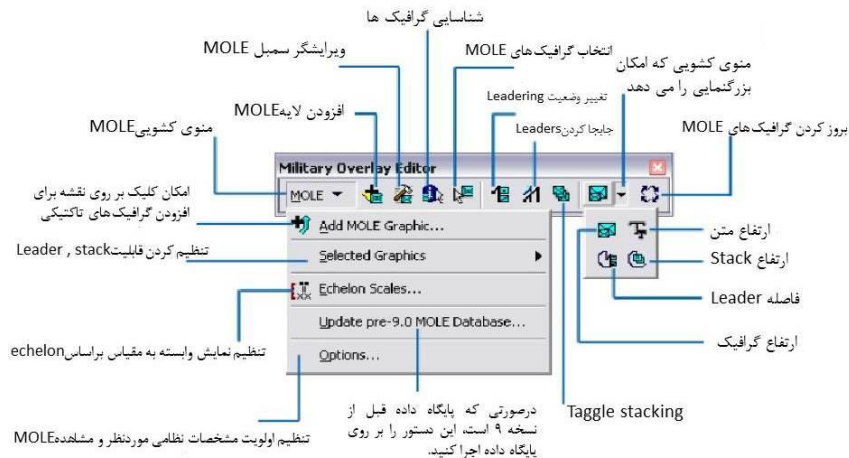 شناسایی گرافیک ها
ویرایشگر سمبل MOLE
انتخاب گرافیک‌های MOLE
منوی کشویی که امکان
بزرگنمایی را می دهد
تغییر وضعیت Leadering
افزودن لایهMOLE
جابجا کردنLeaders
منوی کشوییMOLE
بروز کردن گرافیک‌های MOLE
Military Overlay Editor
MOLE
امکان کلیک بر روی نقشه برای
افزودن گرافیک‌های تاکتیکی
Add MOLE Graphic...
ارتفاع متن
تنظیم کردن قابلیتLeader , stack
Selected Graphics
ارتفاع Stack
Echelon Scales...
فاصله Leader
Update pre-9.0 MOLE Database...
ارتفاع گرافیک
تنظیم نمایش وابسته به مقیاس براساسechelon
Options...
درصورتی که پایگاه داده قبل از
نسخه ۹ است، این دستور را بر روی
پایگاه داده اجرا کنید.
Taggle stacking
تنظیم اولویت مشخصات نظامی موردنظر و مشاهدهMOLE